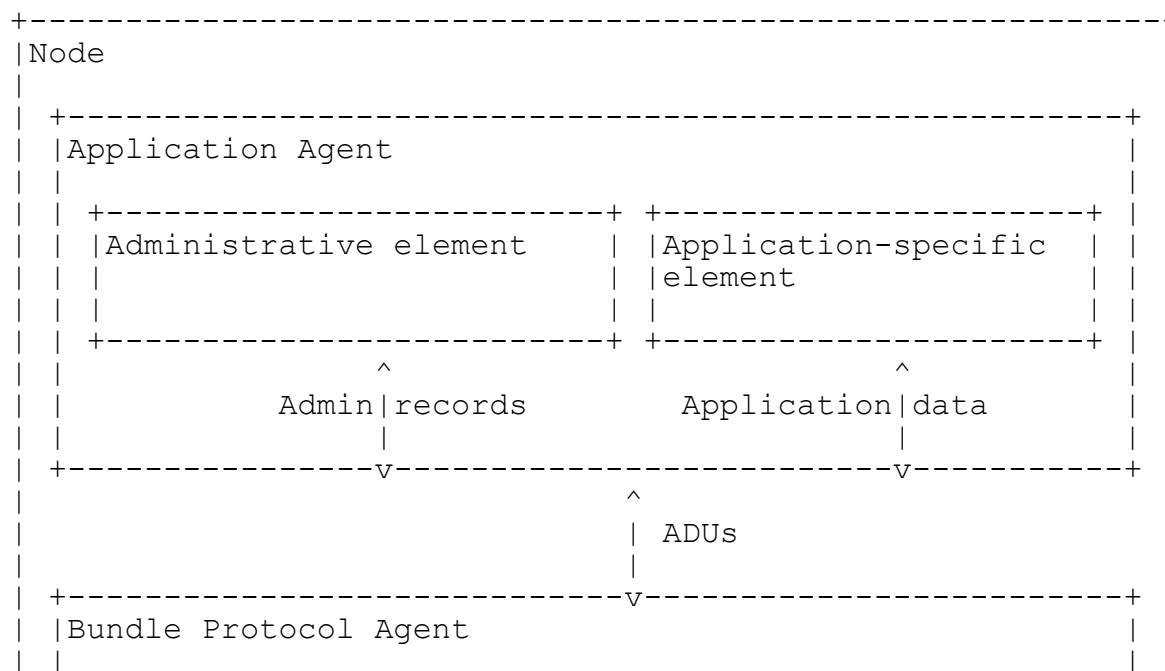 Node
Application Agent
Administrative element Application-specific
element
Admin|records Application|data
ADUs
Bundle Protocol Agent